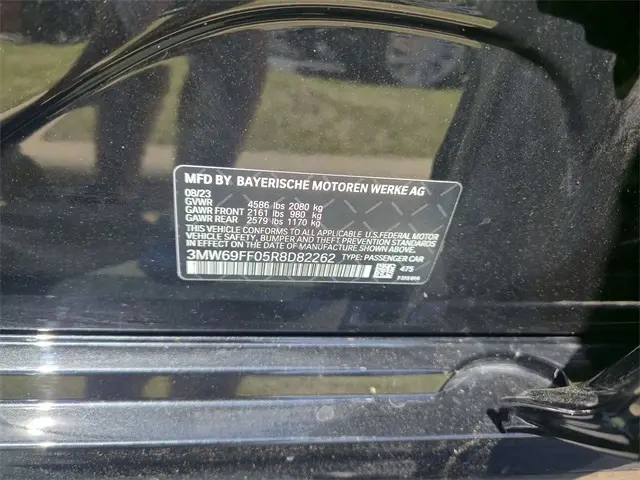 MFD BY BAYERISCHE MOTOREN WERKE AG
08/23
GVWR 4586 lbs 2080 kg
GAWR FRONT 2161 lbs 980 kg
GAWR REAR 2579 lbs 1170 kg
THIS VEHICLE CONFORMS TO ALL APPLICABLE U.S.FEDERAL MOTOR
VEHICLE SAFETY, BUMPER, AND THEFT PREVENTION STANDARDS
IN EFFECT ON THE DATE OF MANUFACTURE SHOWN ABOVE.
3MW69FF05R8D82262 TYPE: PASSENGER CAR
475